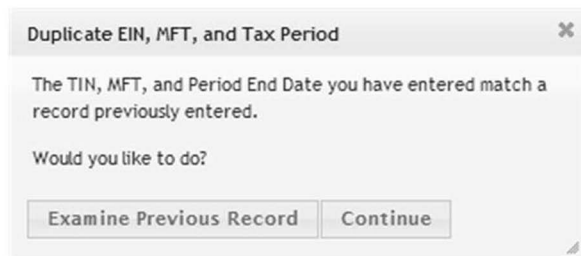 Duplicate EIN, MFT, and Tax Period
The TIN, MFT, and Period End Date you have entered match a
record previously entered.
Would you like to do?
Examine Previous Record Continue